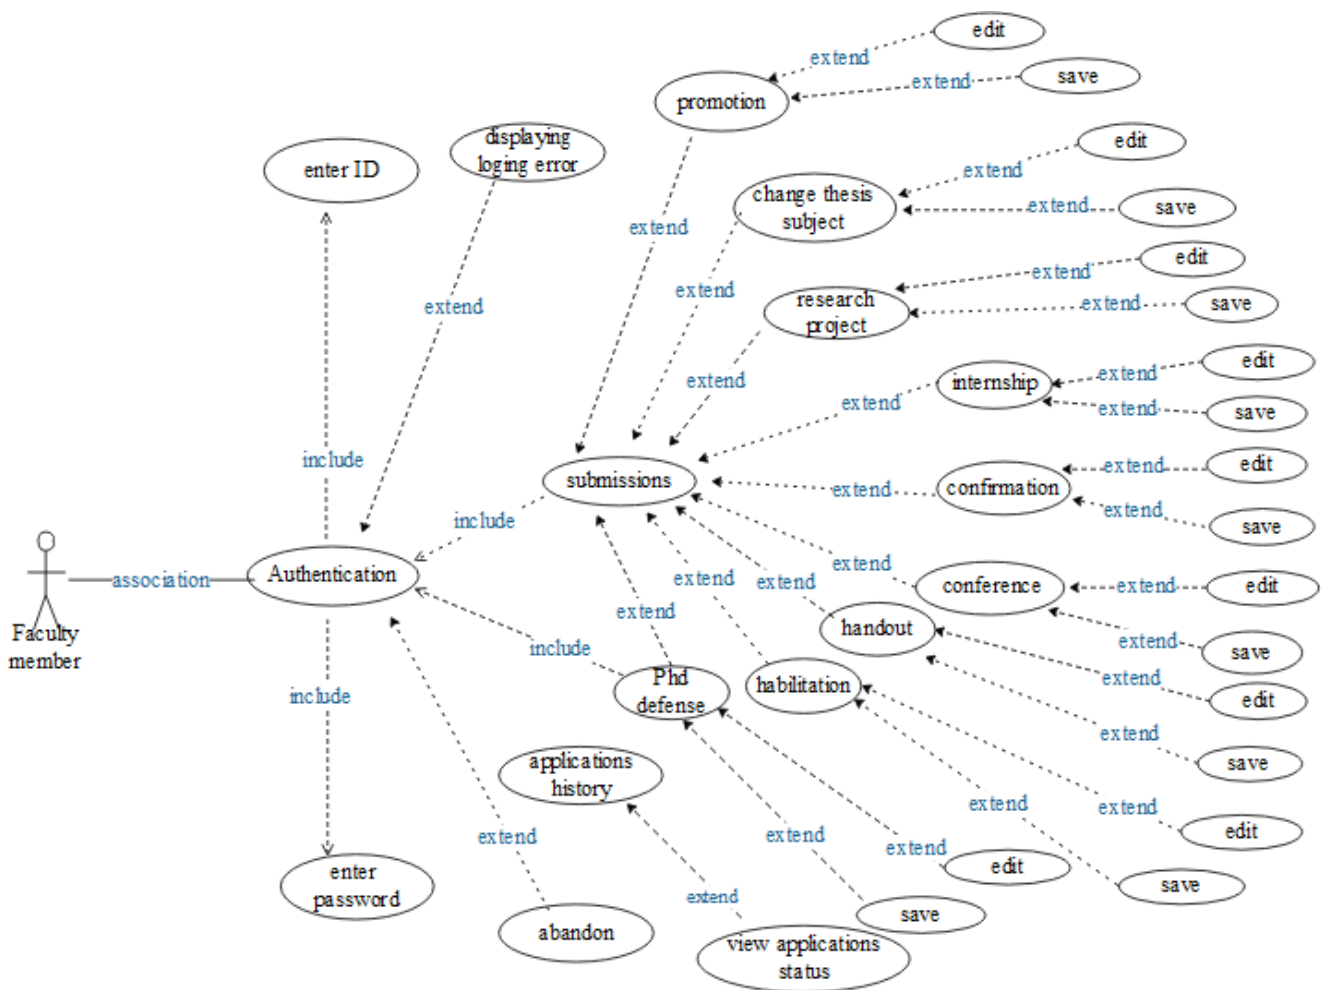 edit
extend
save
extend
promotion
displaying
loging error
edit
enter ID
extend
change thesis
subject
extend
save
extend
edit
extend
extend
research
project
extend
save
extend
extend
edit
extend
internship
extend
extend
save
extend
edit
include
extend
submissions
extend
confirmation
extend
save
include
extend
Authentication
association
extend
extend
conference
extend
edit
extend
handout
extend
save
Faculty
member
include
extend
Phd
defense
habilitation
edit
include
extend
save
applications
history
extend
extend
edit
extend
extend
extend
edit
enter
password
extend
save
save
abandon
view applications
status